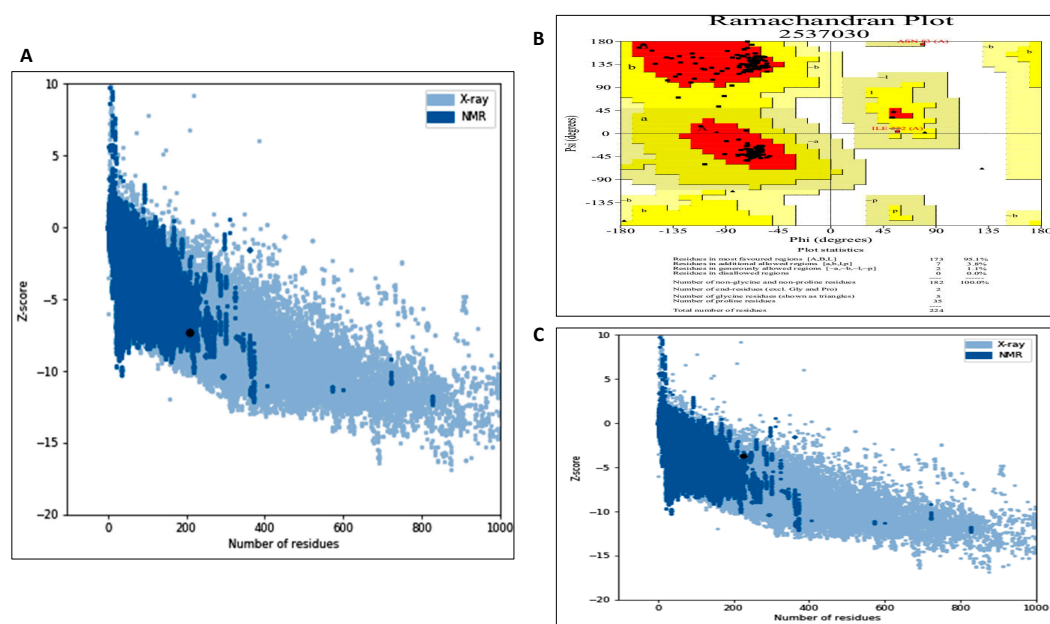 A
10
5
0
−5
−10
−15
−20
0
200
400
600
800
1000
Z-score
Number of residues
X-ray
NMR
B
Ramachandran Plot
2537030
180
135
90
45
0
-45
-90
-135
-180
-135
-90
-45
0
45
90
135
180
Psi (degrees)
Phi (degrees)
b
a
l
p
Plot statistics
Residues in most favoured regions [A,B,L] 173 95.1%
Residues in additional allowed regions [a,b,l,p] 7 3.8%
Residues in generously allowed regions [~a,~b,~l,~p] 2 1.1%
Residues in disallowed regions 0 0.0%
Number of non-glycine and non-proline residues 182 100.0%
Number of end-residues (excl. Gly and Pro) 2
Number of glycine residues (shown as triangles) 5
Number of proline residues 35
Total number of residues 224
C
10
5
0
−5
−10
−15
−20
0
200
400
600
800
1000
Z-score
Number of residues
X-ray
NMR